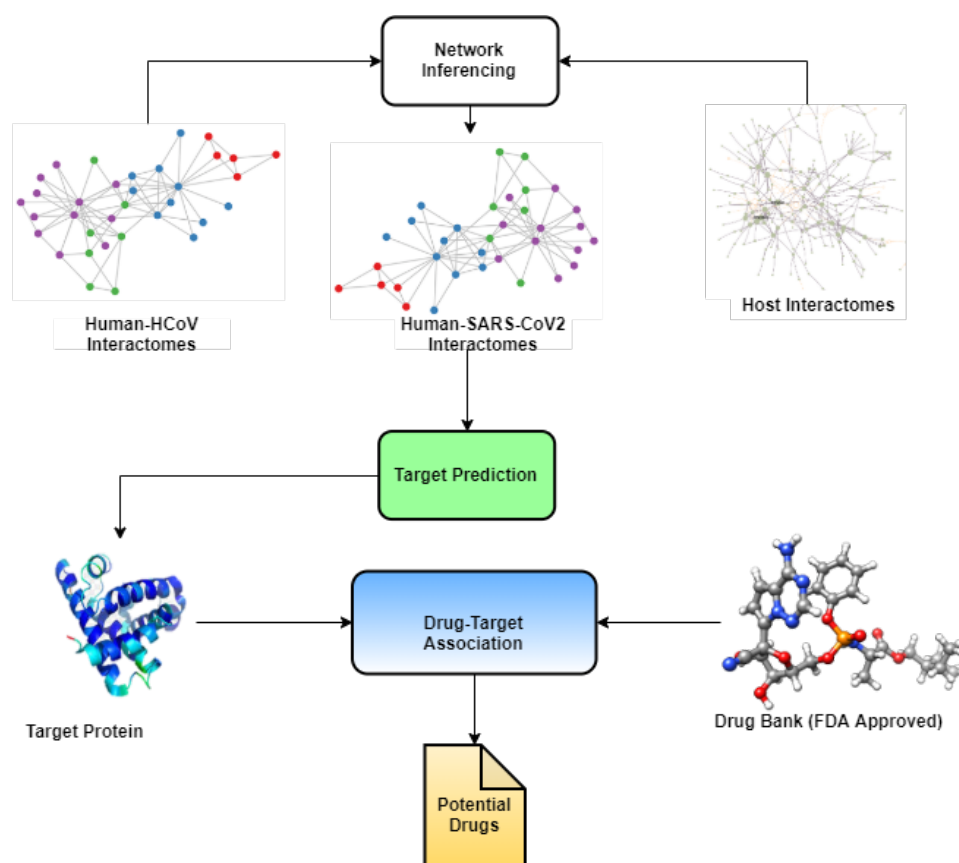 Network
Inferencing
Human-HCoV
Interactomes
Human-SARS-CoV2
Interactomes
Host Interactomes
Target Prediction
Drug-Target
Association
Target Protein
Drug Bank (FDA Approved)
Potential
Drugs